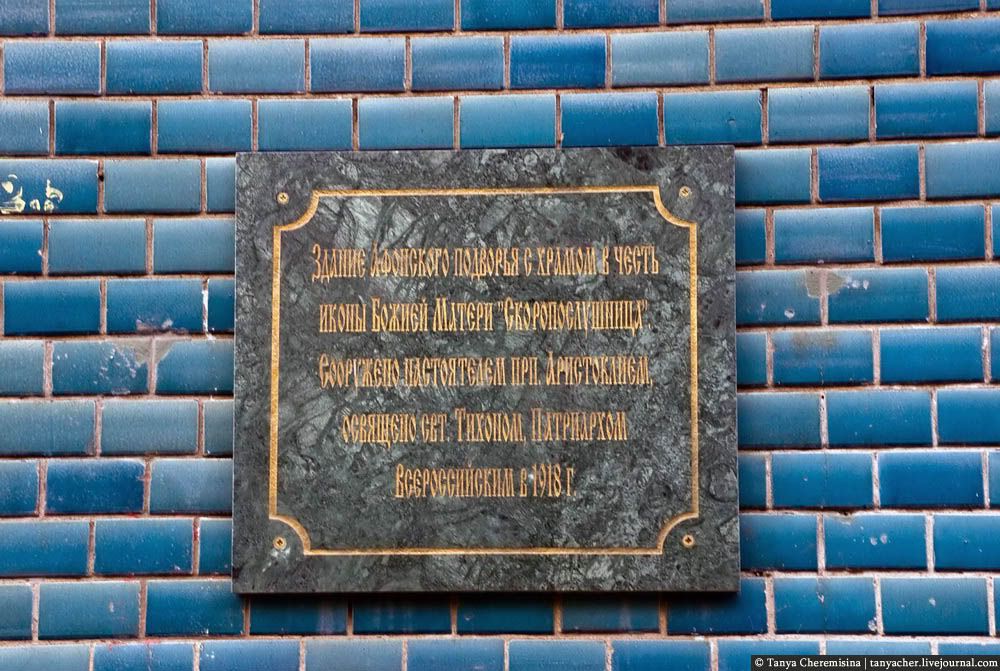 Здание Афонского подворья с храмом в честь
иконы Божией Матери "Скоропослушница".
Сооружено настоятелем прп. Аристоклием,
освящено свт. Тихоном, Патриархом
Всероссийским в 1918 г.
© Tanya Cheremisina | tanyacher.livejournal.com